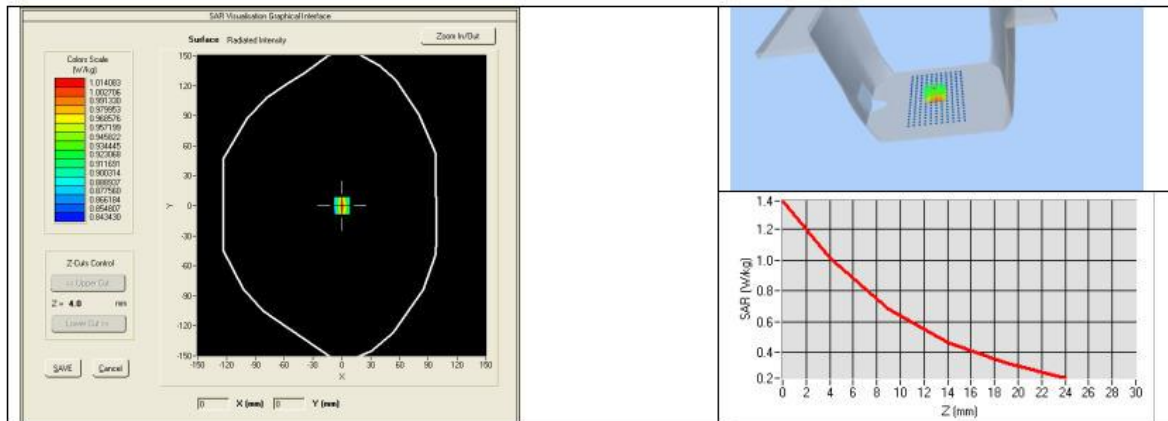 SAR Visualisation Graphical Interface
Surface Radiated Intensity
Zoom In/Out
Colors Scale
(W/kg)
1.014083
1.002706
0.991330
0.979953
0.968576
0.957199
0.945822
0.934445
0.923068
0.911691
0.900314
0.888937
0.877560
0.866184
0.854807
0.843430
Z-Cuts Control
<< Upper Cut
Z = 4.0 mm
Lower Cut >>
SAVE Cancel
150
120
90
60
30
0
-30
-60
-90
-120
-150
Y
-150 -120 -90 -60 -30 0 30 60 90 120 150
X
0 X (mm) 0 Y (mm)
1.4
1.2
1.0
0.8
0.6
0.4
0.2
SAR (W/kg)
0 2 4 6 8 10 12 14 16 18 20 22 24 26 28 30
Z (mm)